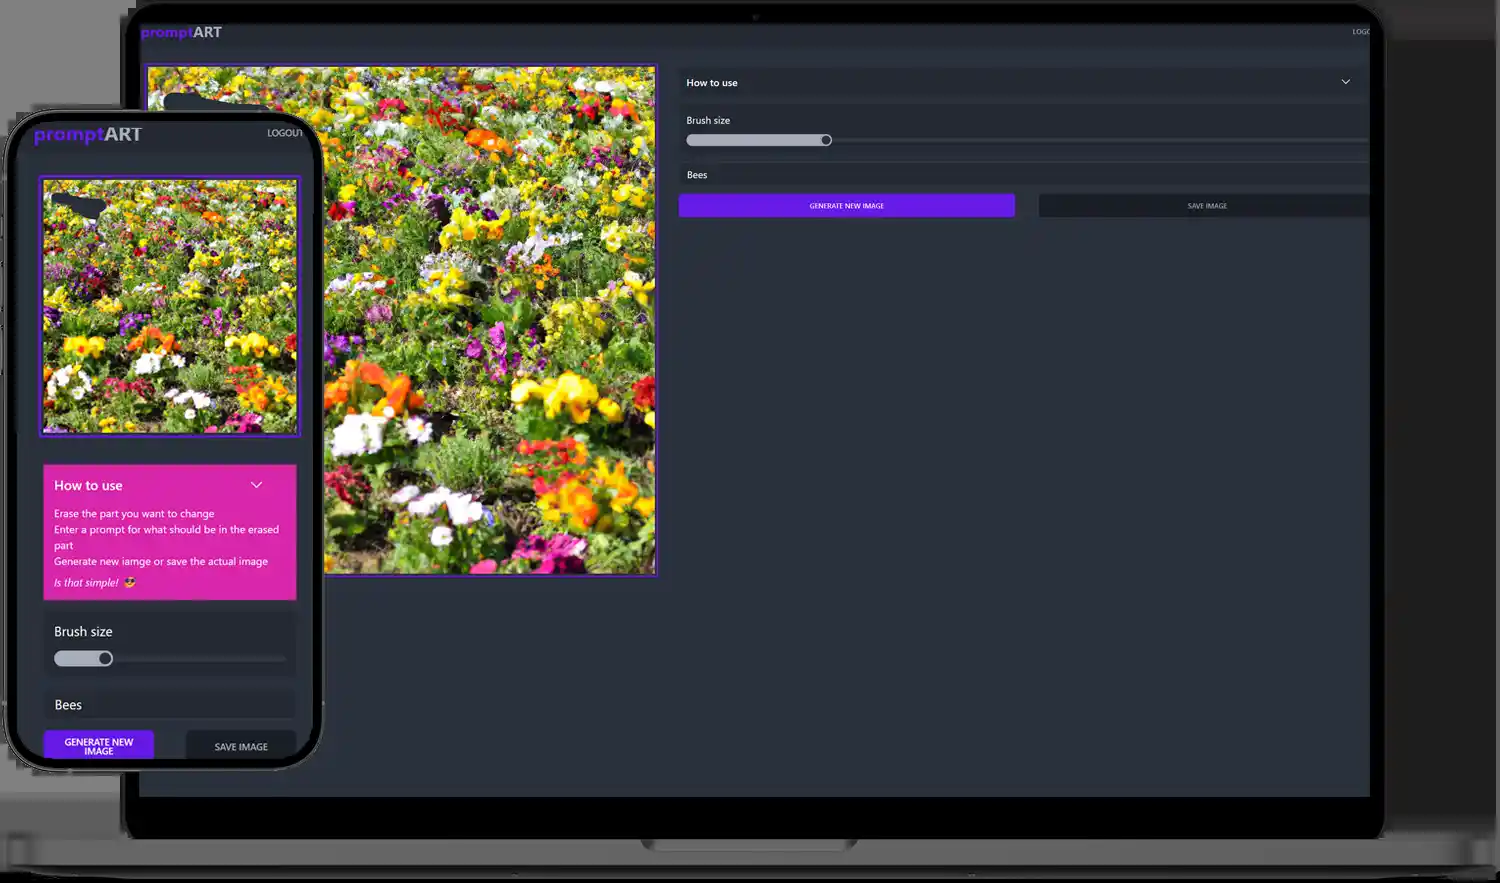 promptART
LOGO
How to use
Brush size
Bees
GENERATE NEW IMAGE
SAVE IMAGE
promptART
LOGOUT
How to use
Erase the part you want to change
Enter a prompt for what should be in the erased
part
Generate new iamge or save the actual image
Is that simple! 😎
Brush size
Bees
GENERATE NEW
IMAGE
SAVE IMAGE